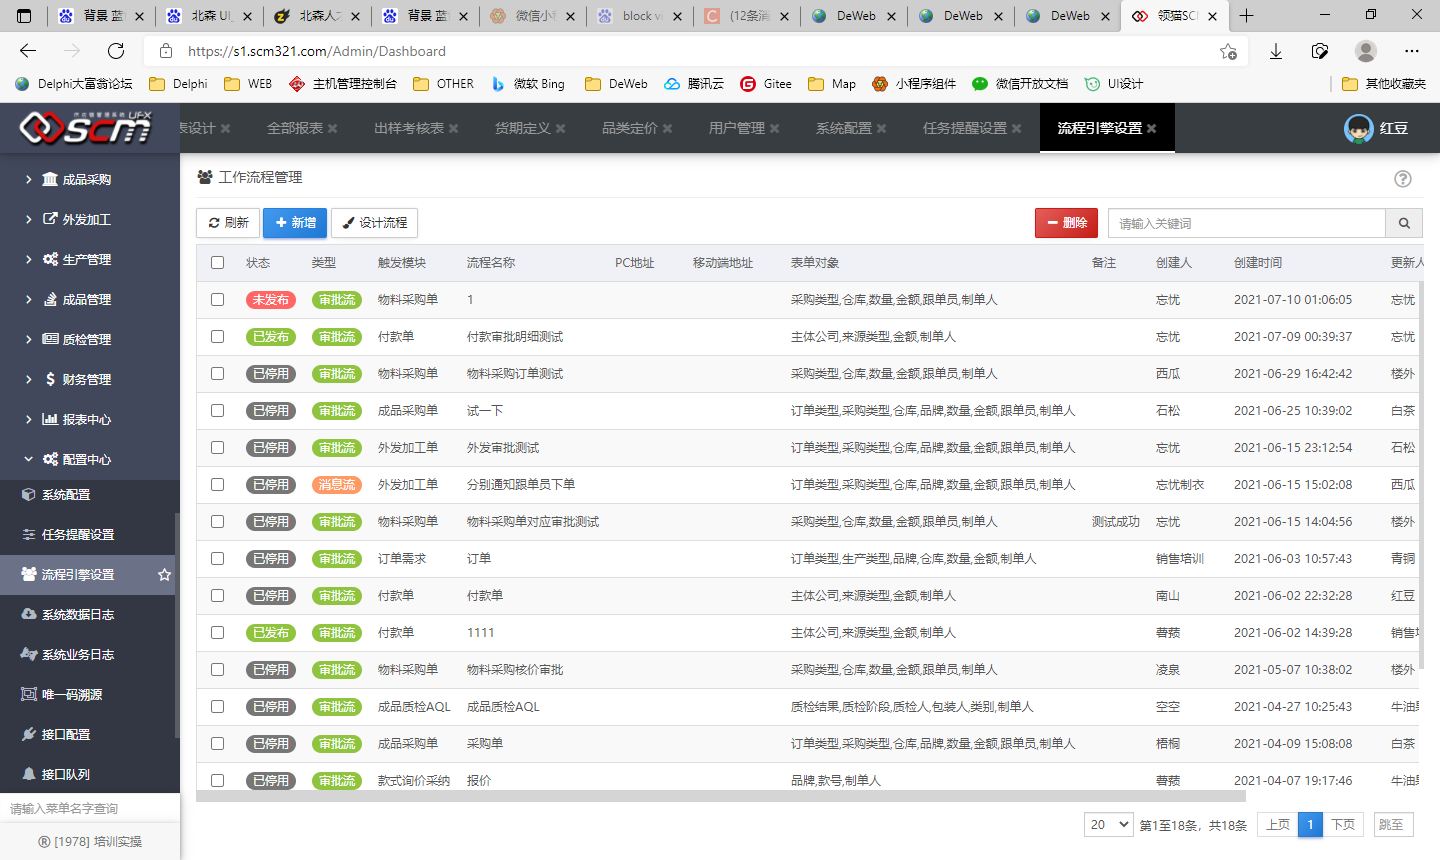 背景 蓝
北森 UI_
北森人才
背景 蓝
微信小程
block vi
(12条消
DeWeb
DeWeb
DeWeb
领猫SCM
https://s1.scm321.com/Admin/Dashboard
Delphi大富翁论坛
Delphi
WEB
主机管理控制台
OTHER
微软 Bing
DeWeb
腾讯云
Gitee
Map
小程序组件
微信开放文档
UI设计
其他收藏夹
供应链管理系统 UFX
SCM
表设计
全部报表
出样考核表
货期定义
品类定价
用户管理
系统配置
任务提醒设置
流程引擎设置
红豆
成品采购
外发加工
生产管理
成品管理
质检管理
财务管理
报表中心
配置中心
系统配置
任务提醒设置
流程引擎设置
系统数据日志
系统业务日志
唯一码溯源
接口配置
接口队列
请输入菜单名字查询
® [1978] 培训实操
工作流程管理
刷新
新增
设计流程
删除
请输入关键词
状态 类型 触发模块 流程名称 PC地址 移动端地址 表单对象 备注 创建人 创建时间 更新人
未发布 审批流 物料采购单 1 采购类型,仓库,数量,金额,跟单员,制单人 忘忧 2021-07-10 01:06:05 忘忧
已发布 审批流 付款单 付款审批明细测试 主体公司,来源类型,金额,制单人 忘忧 2021-07-09 00:39:37 忘忧
已停用 审批流 物料采购单 物料采购订单测试 采购类型,仓库,数量,金额,跟单员,制单人 西瓜 2021-06-29 16:42:42 楼外
已停用 审批流 成品采购单 试一下 订单类型,采购类型,仓库,品牌,数量,金额,跟单员,制单人 石松 2021-06-25 10:39:02 白茶
已停用 审批流 外发加工单 外发审批测试 订单类型,采购类型,仓库,品牌,数量,金额,跟单员,制单人 忘忧 2021-06-15 23:12:54 石松
已停用 消息流 外发加工单 分别通知跟单员下单 订单类型,采购类型,仓库,品牌,数量,金额,跟单员,制单人 忘忧制衣 2021-06-15 15:02:08 西瓜
已停用 审批流 物料采购单 物料采购单对应审批测试 采购类型,仓库,数量,金额,跟单员,制单人 测试成功 忘忧 2021-06-15 14:04:56 楼外
已停用 审批流 订单需求 订单 订单类型,生产类型,品牌,仓库,数量,金额,制单人 销售培训 2021-06-03 10:57:43 青铜
已停用 审批流 付款单 付款单 主体公司,来源类型,金额,制单人 南山 2021-06-02 22:32:28 红豆
已发布 审批流 付款单 1111 主体公司,来源类型,金额,制单人 2021-06-02 14:39:28 销售培
已停用 审批流 物料采购单 物料采购核价审批 采购类型,仓库,数量,金额,跟单员,制单人 凌泉 2021-05-07 10:38:02 楼外
已停用 审批流 成品质检AQL 成品质检AQL 质检结果,质检阶段,质检人,包装人,类别,制单人 空空 2021-04-27 10:25:43 牛油果
已停用 审批流 成品采购单 采购单 订单类型,采购类型,仓库,品牌,数量,金额,跟单员,制单人 梧桐 2021-04-09 15:08:08 白茶
已停用 审批流 款式询价采纳 报价 品牌,款号,制单人 2021-04-07 19:17:46 牛油果
20 第1至18条，共18条 上页 1 下页 跳至